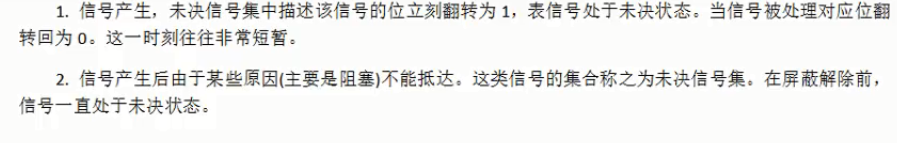 1. 信号产生，未决信号集中描述该信号的位立刻翻转为 1，表信号处于未决状态。当信号被处理对应位翻
转回为 0。这一时刻往往非常短暂。
2. 信号产生后由于某些原因(主要是阻塞)不能抵达。这类信号的集合称之为未决信号集。在屏蔽解除前，
信号一直处于未决状态。